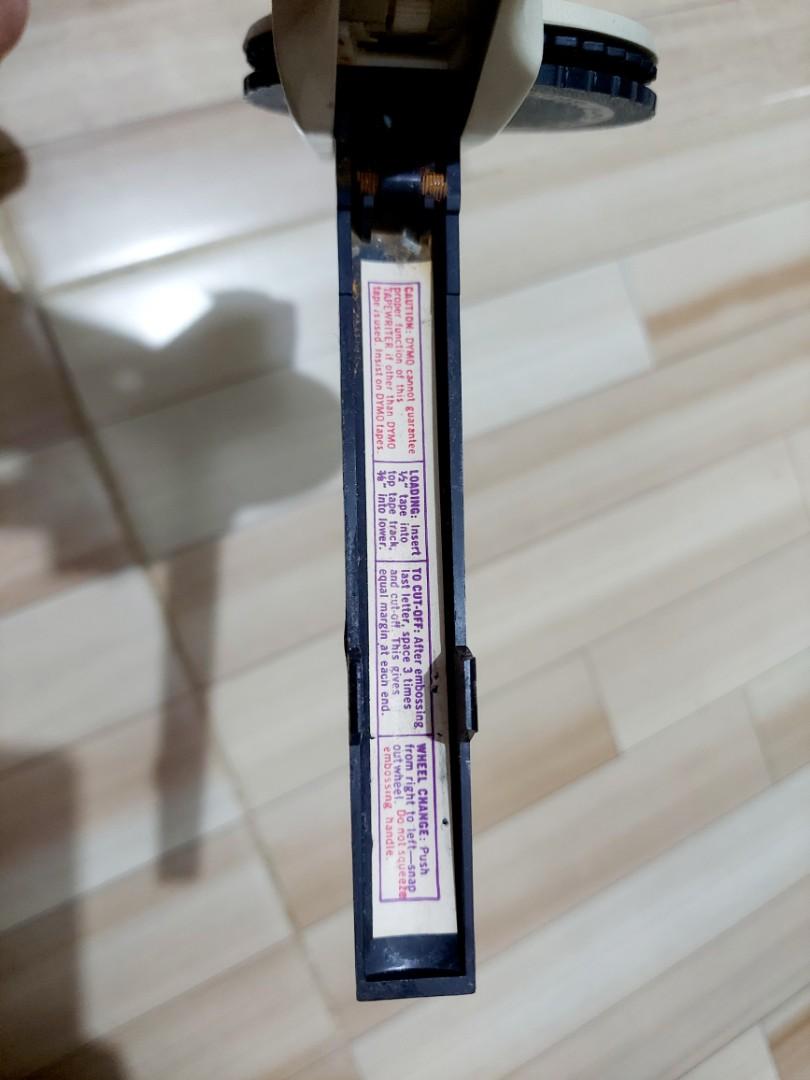 CAUTION: DYMO cannot guarantee
proper function of this
TAPEWRITER if other than DYMO
tape is used. Insist on DYMO tapes.
LOADING: Insert
½" tape into
top tape track,
⅜" into lower.
TO CUT-OFF: After embossing
last letter, space 3 times
and cut-off. This gives
equal margin at each end.
WHEEL CHANGE: Push
from right to left—snap
out wheel. Do not squeeze
embossing handle.